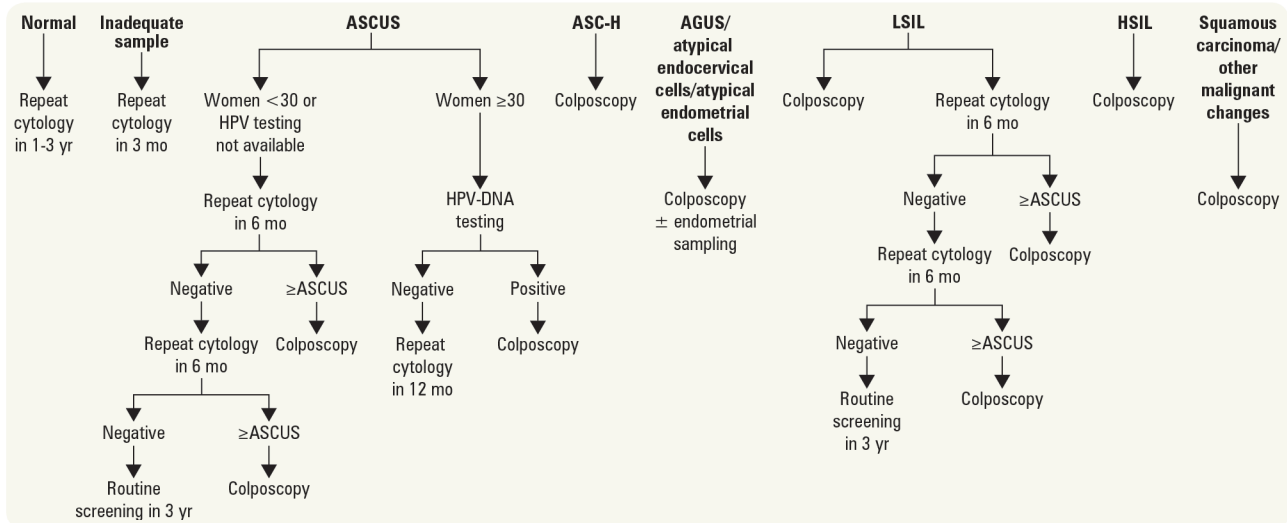 Normal
Repeat
cytology
in 1-3 yr
Inadequate
sample
Repeat
cytology
in 3 mo
ASCUS
Women <30 or
HPV testing
not available
Repeat cytology
in 6 mo
Negative
≥ASCUS
Repeat cytology
in 6 mo
Colposcopy
Negative
≥ASCUS
Routine
screening in 3 yr
Colposcopy
Women ≥30
HPV-DNA
testing
Negative
Positive
Repeat
cytology
in 12 mo
Colposcopy
ASC-H
Colposcopy
AGUS/
atypical
endocervical
cells/atypical
endometrial
cells
Colposcopy
± endometrial
sampling
LSIL
Colposcopy
Repeat cytology
in 6 mo
Negative
≥ASCUS
Repeat cytology
in 6 mo
Colposcopy
Negative
≥ASCUS
Routine
screening
in 3 yr
Colposcopy
HSIL
Colposcopy
Squamous
carcinoma/
other
malignant
changes
Colposcopy